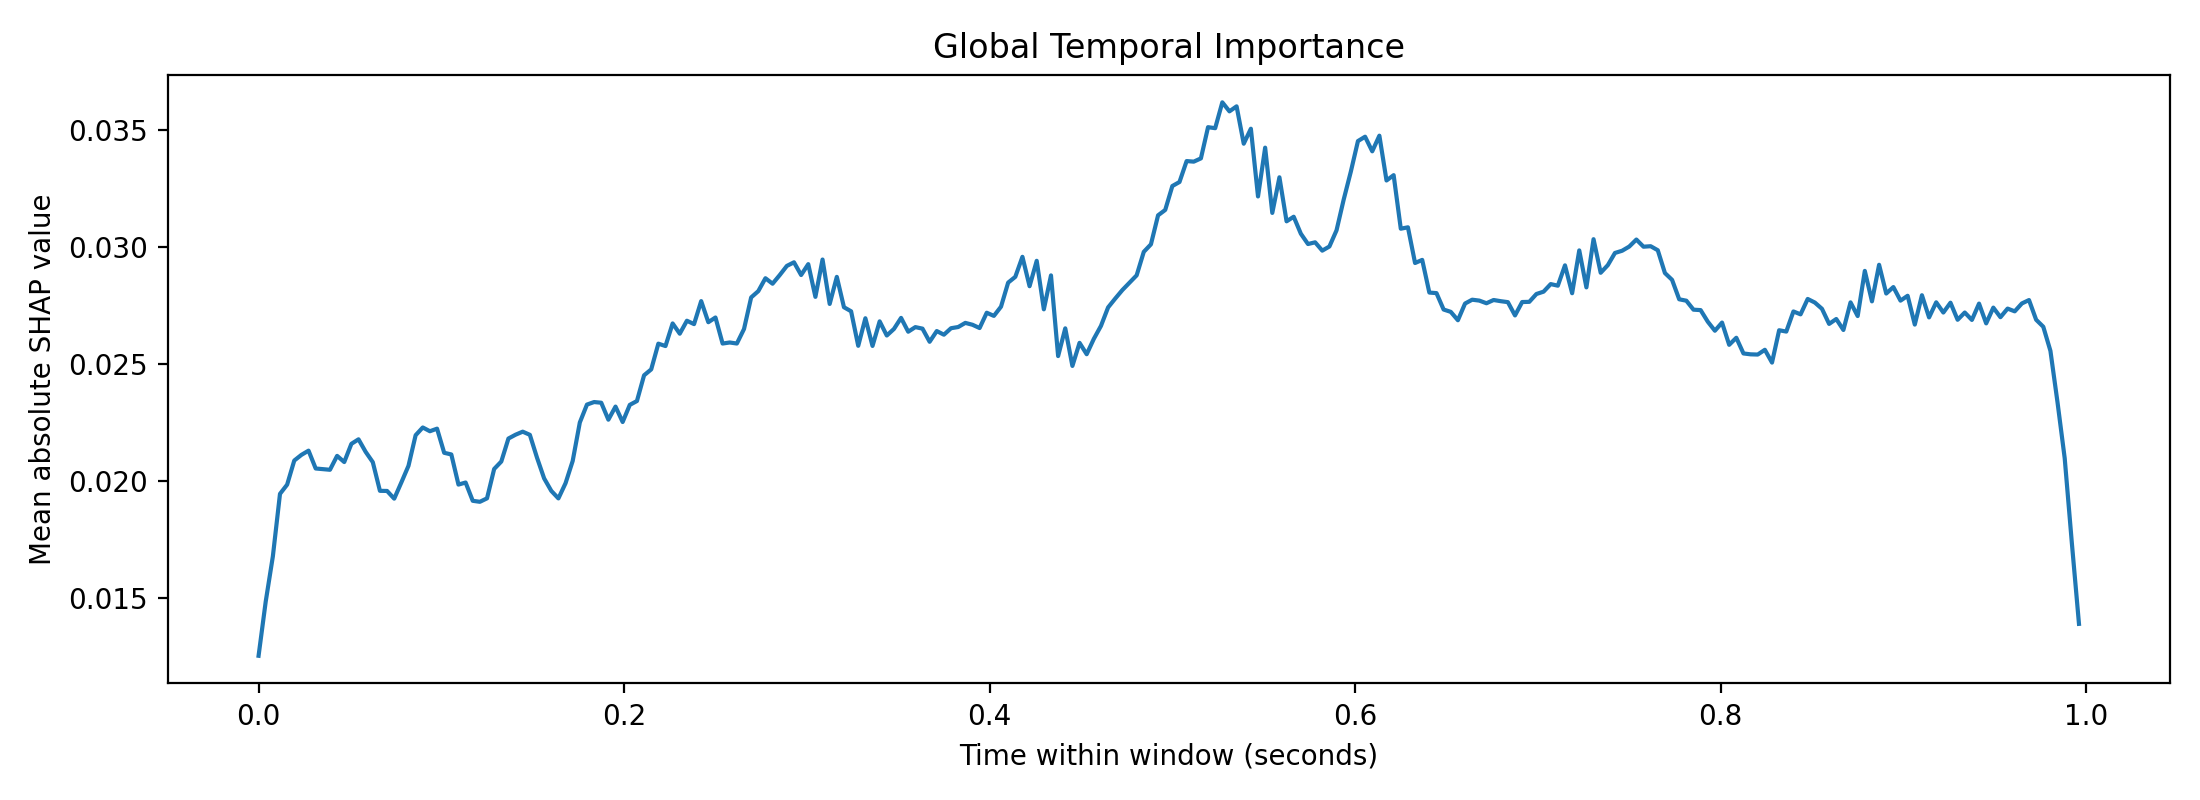 Global Temporal Importance
Mean absolute SHAP value
0.035
0.030
0.025
0.020
0.015
0.0 0.2 0.4 0.6 0.8 1.0
Time within window (seconds)